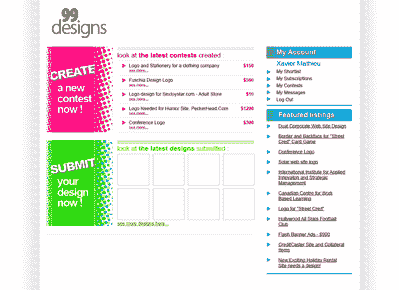 99
designs
look at the latest contests created :
CREATE
a new
contest
now !
Logo and Stationery for a clothing company $150
see more...
Fuschia Design Logo $360
see more...
Logo design for Sextoystar.com - Adult Store
see more...
Logo Needed for Humor Site, PeckerHead.Com $1200
see more...
Conference Logo $300
see more...
look at the latest designs submitted :
SUBMIT
your
design
now !
see more designs here...
My Account
Xavier Mathieu
My Shortlist
My Subscriptions
My Contests
My Messages
Log Out
Featured listings
Dual Corporate Web Site Design
Border and Backface for "Street
Cred" Card Game
Conference Logo
Solar web site logo
International Institute for Applied
Innovation and Strategic
Management
Canadian Centre for Work
Based Learning
Logo for "Street Cred"
Hollywood All Stars Football
Club
Flash Banner Ads - $900
CreditCaster Site and Collateral
Items
New Exciting Holiday Rental
Site needs a design!